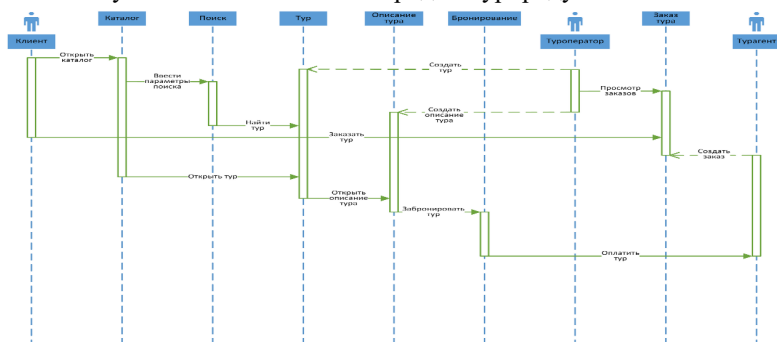 Каталог
Поиск
Тур
Описание
тура
Бронирование
Заказ
тура
Клиент
Туроператор
Турагент
Открыть
каталог
Создать
тур
Ввести
параметры
поиска
Просмотр
заказов
Создать
описание
тура
Найти
тур
Заказать
тур
Создать
заказ
Открыть тур
Открыть
описание
тура
Забронировать
тур
Оплатить
тур